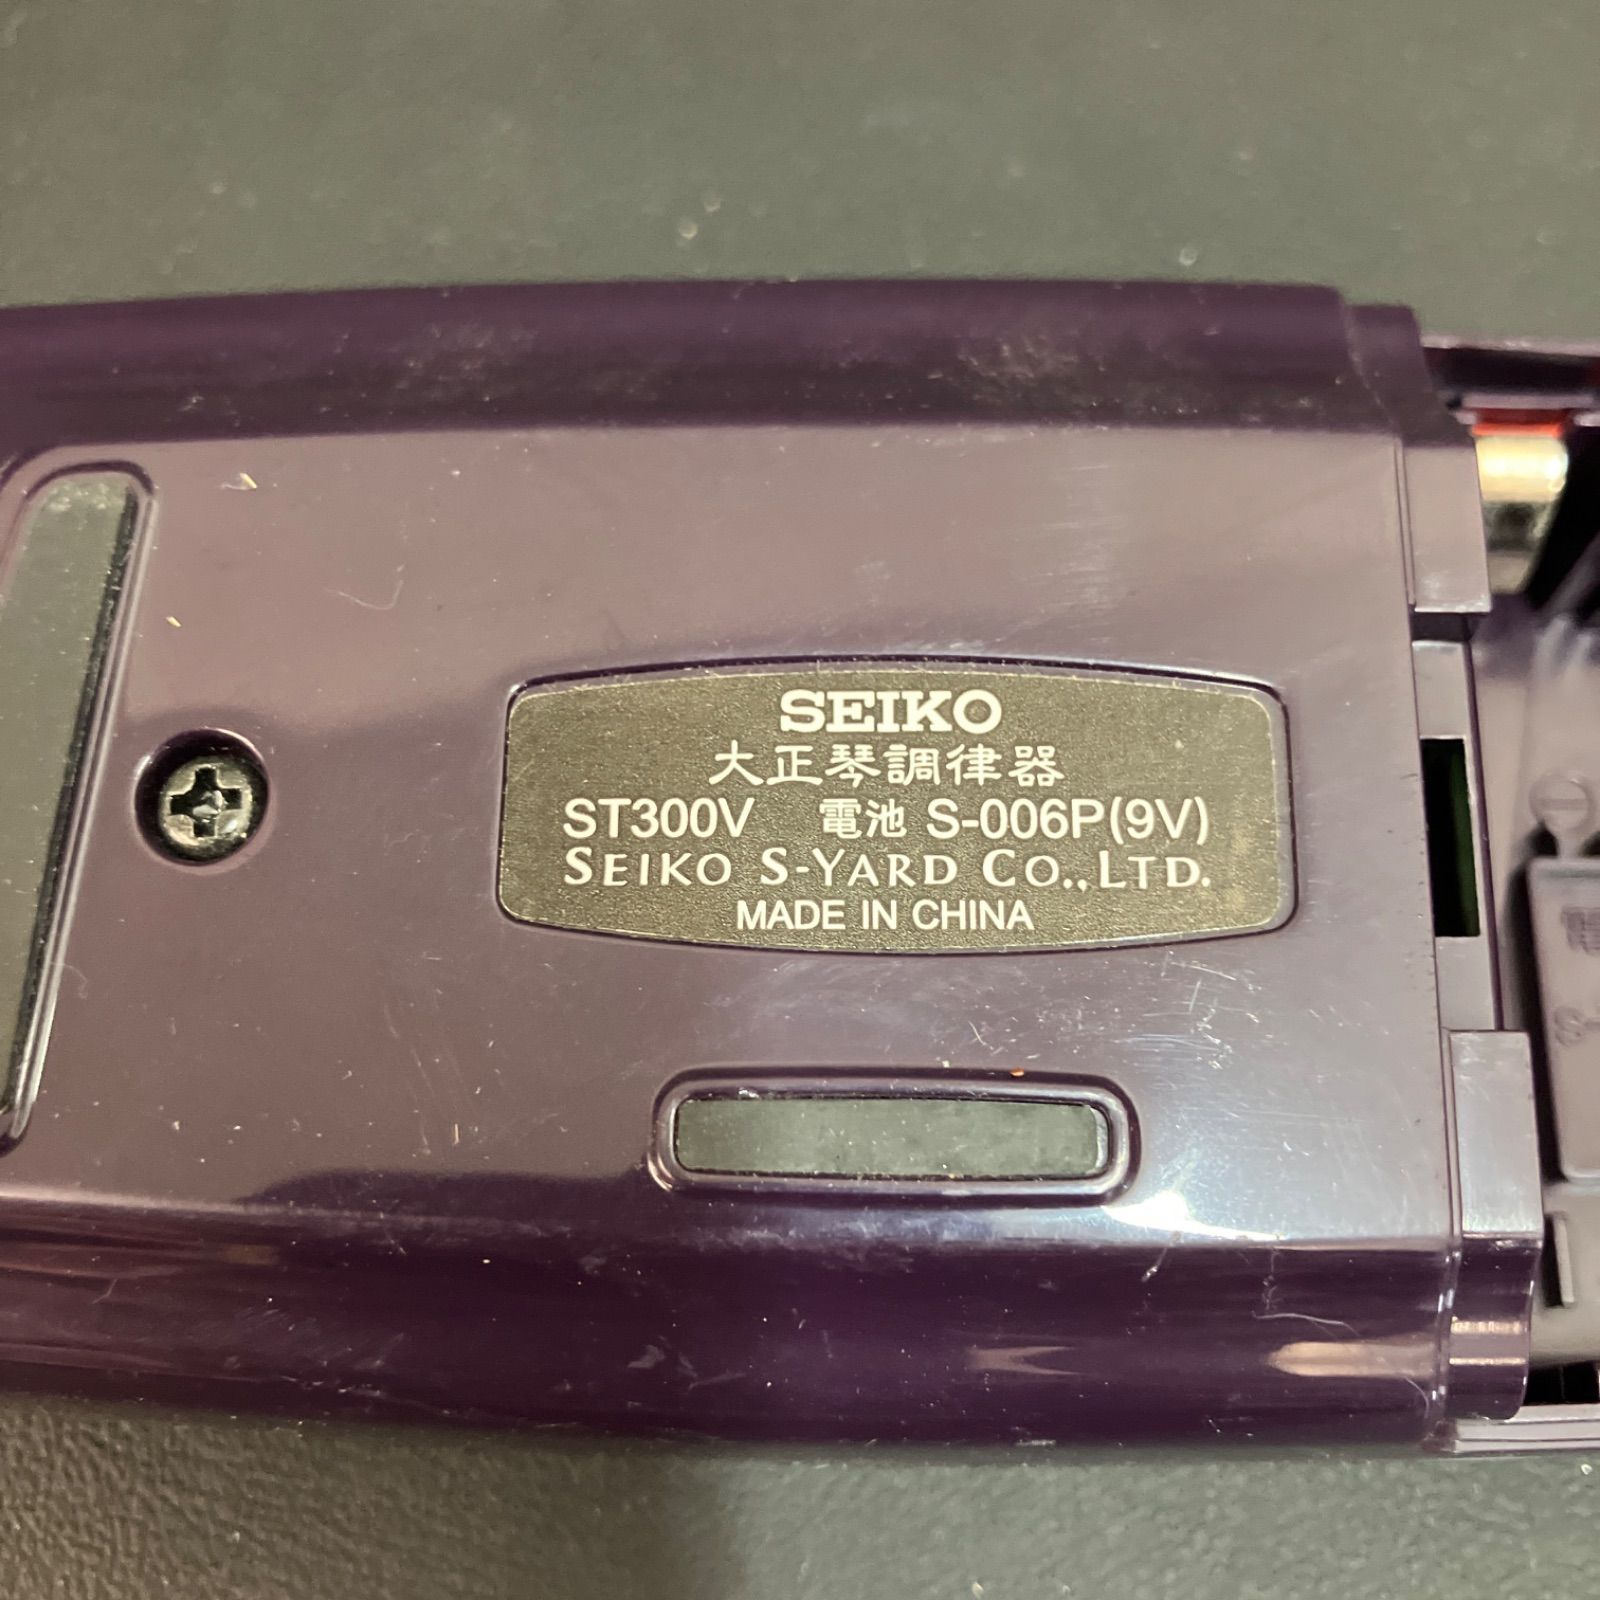 SEIKO
大正琴調律器
ST300V 電池 S-006P(9V)
SEIKO S-YARD CO.,LTD.
MADE IN CHINA